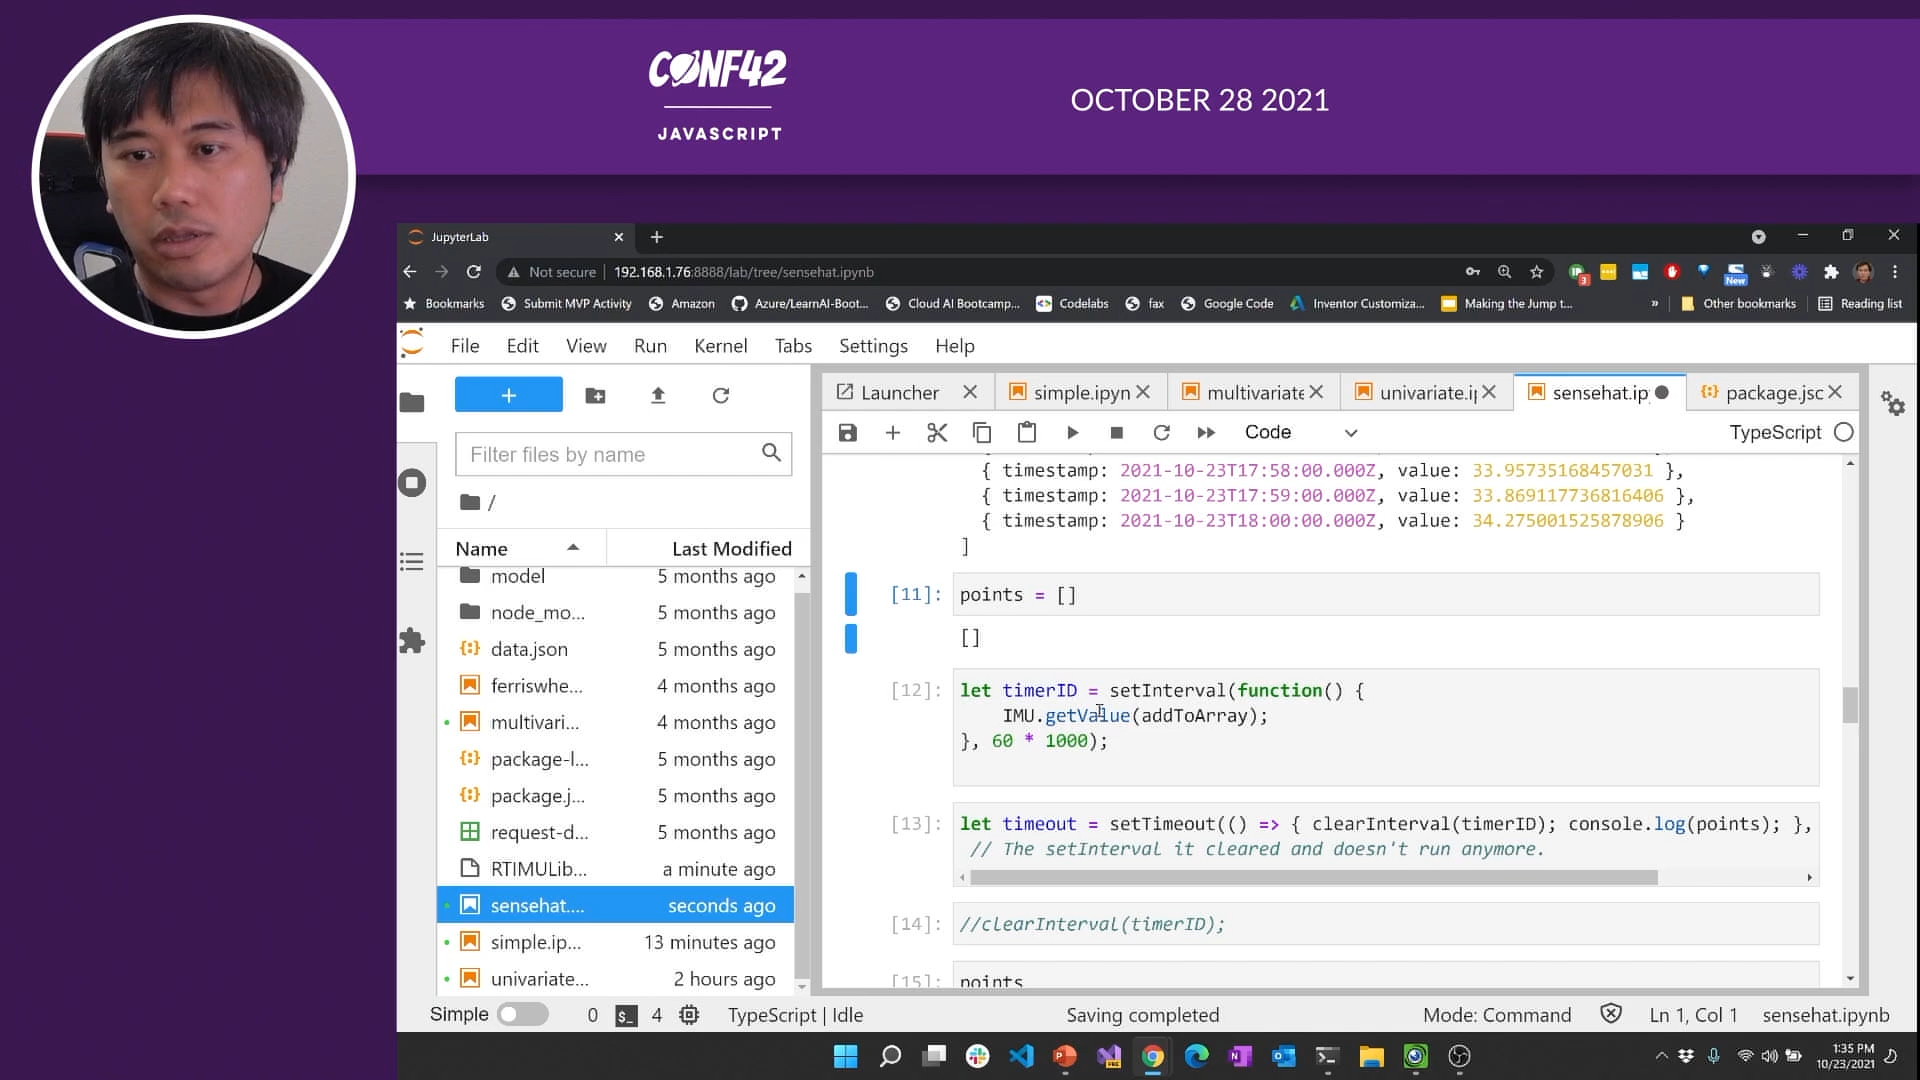 CONF42
JAVASCRIPT
OCTOBER 28 2021
JupyterLab
Not secure
192.168.1.76:8888/lab/tree/sensehat.ipynb
3
New
Bookmarks
Submit MVP Activity
Amazon
Azure/LearnAI-Boot...
Cloud AI Bootcamp...
Codelabs
fax
Google Code
Inventor Customiza...
Making the Jump t...
»
Other bookmarks
Reading list
File Edit View Run Kernel Tabs Settings Help
+
Launcher
simple.ipyn
multivariate
univariate.i
sensehat.ip
package.jsc
Filter files by name
Code
TypeScript
/
Name
Last Modified
model 5 months ago
node_mo... 5 months ago
data.json 5 months ago
ferriswhe... 4 months ago
multivari... 4 months ago
package-l... 5 months ago
package.j... 5 months ago
request-d... 5 months ago
RTIMULib... a minute ago
sensehat.... seconds ago
simple.ip... 13 minutes ago
univariate... 2 hours ago
{ timestamp: 2021-10-23T17:58:00.000Z, value: 33.95735168457031 },
{ timestamp: 2021-10-23T17:59:00.000Z, value: 33.869117736816406 },
{ timestamp: 2021-10-23T18:00:00.000Z, value: 34.275001525878906 }
]
[11]: points = []
[]
[12]: let timerID = setInterval(function() {
IMU.getValue(addToArray);
}, 60 * 1000);
[13]: let timeout = setTimeout(() => { clearInterval(timerID); console.log(points); },
// The setInterval it cleared and doesn't run anymore.
[14]: //clearInterval(timerID);
[15]: points
Simple
0
$_
4
TypeScript | Idle
Saving completed
Mode: Command
Ln 1, Col 1
sensehat.ipynb
1:35 PM
10/23/2021